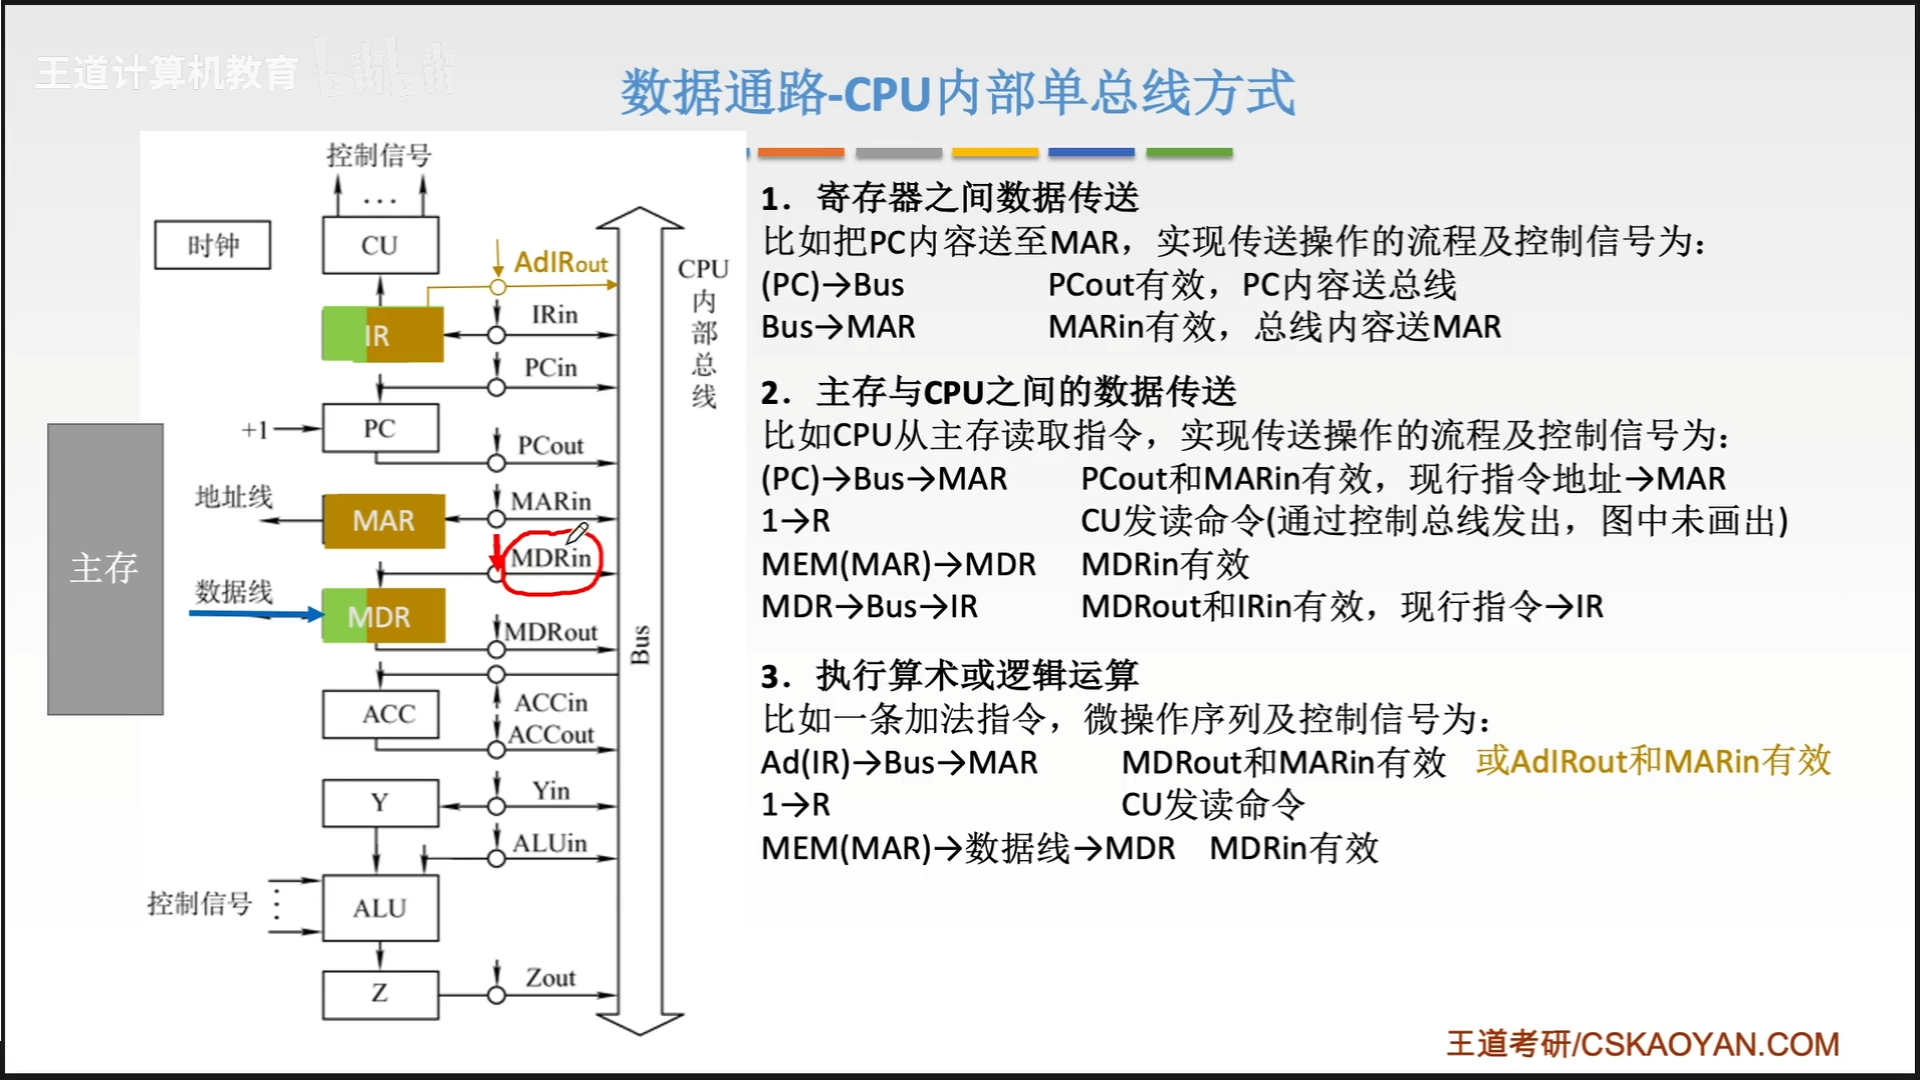 王道计算机教育 bilibili
数据通路-CPU内部单总线方式
控制信号
...
时钟
CU
AdIRout
CPU内部总线
IRin
IR
PCin
+1
PC
PCout
地址线
MARin
MAR
主存
MDRin
数据线
MDR
MDRout
Bus
ACCin
ACC
ACCout
Yin
Y
ALUin
控制信号
ALU
Zout
Z
1. 寄存器之间数据传送
比如把PC内容送至MAR，实现传送操作的流程及控制信号为：
(PC)→Bus PCout有效，PC内容送总线
Bus→MAR MARin有效，总线内容送MAR
2. 主存与CPU之间的数据传送
比如CPU从主存读取指令，实现传送操作的流程及控制信号为：
(PC)→Bus→MAR PCout和MARin有效，现行指令地址→MAR
1→R CU发读命令(通过控制总线发出，图中未画出)
MEM(MAR)→MDR MDRin有效
MDR→Bus→IR MDRout和IRin有效，现行指令→IR
3. 执行算术或逻辑运算
比如一条加法指令，微操作序列及控制信号为：
Ad(IR)→Bus→MAR MDRout和MARin有效 或AdIRout和MARin有效
1→R CU发读命令
MEM(MAR)→数据线→MDR MDRin有效
王道考研/CSKAOYAN.COM